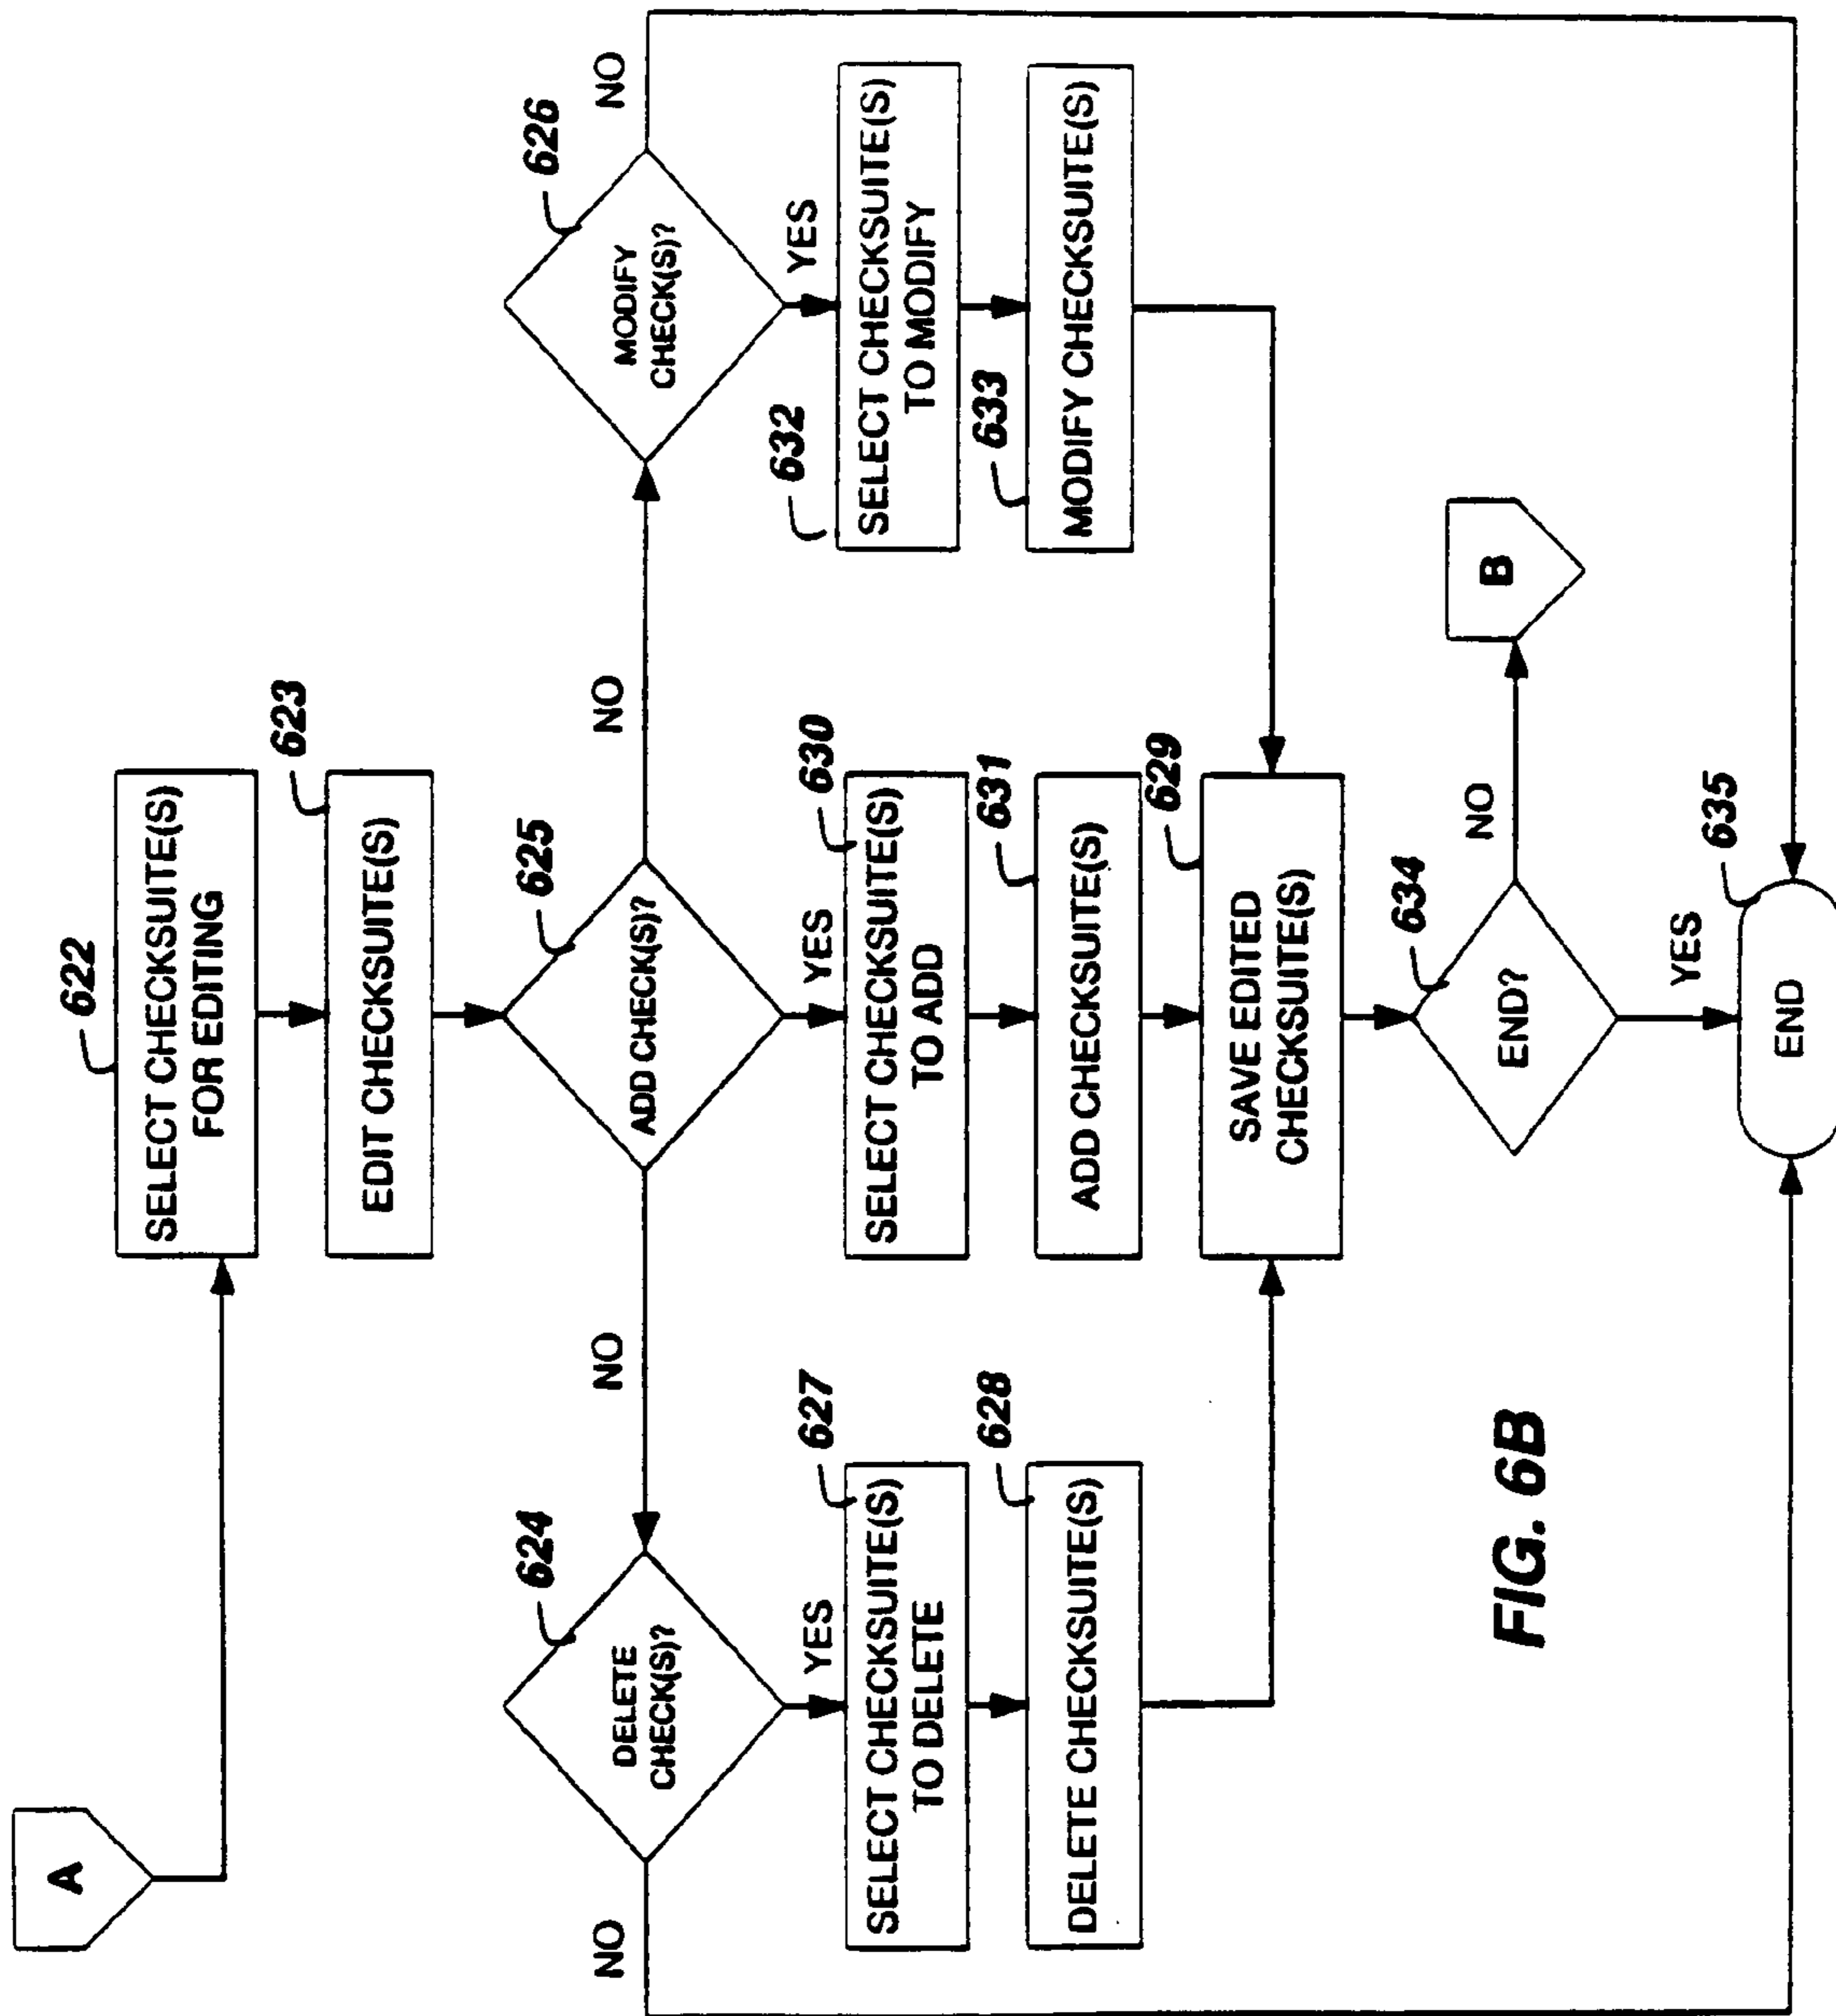 A
622
SELECT CHECKSUITE(S)
FOR EDITING
623
EDIT CHECKSUITE(S)
625
ADD CHECK(S)?
NO
NO
624
DELETE
CHECK(S)?
NO
YES
626
MODIFY
CHECK(S)?
NO
YES
YES
627
SELECT CHECKSUITE(S)
TO DELETE
628
DELETE CHECKSUITE(S)
630
SELECT CHECKSUITE(S)
TO ADD
631
ADD CHECKSUITE(S)
632
SELECT CHECKSUITE(S)
TO MODIFY
633
MODIFY CHECKSUITE(S)
629
SAVE EDITED
CHECKSUITE(S)
634
END?
NO
B
YES
635
END
FIG. 6B